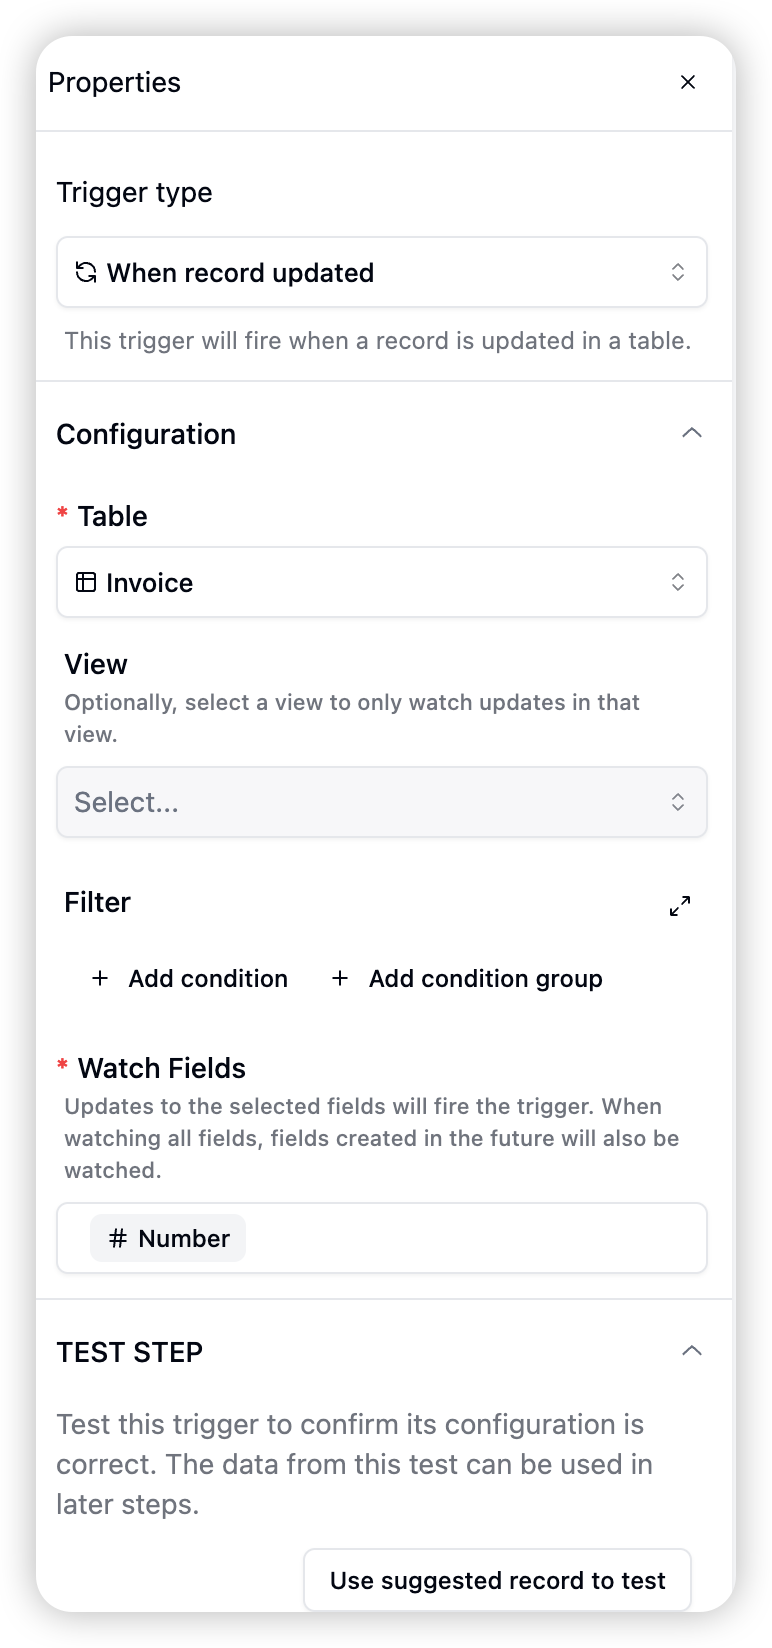 Properties
Trigger type
When record updated
This trigger will fire when a record is updated in a table.
Configuration
* Table
Invoice
View
Optionally, select a view to only watch updates in that
view.
Select...
Filter
+ Add condition + Add condition group
* Watch Fields
Updates to the selected fields will fire the trigger. When
watching all fields, fields created in the future will also be
watched.
# Number
TEST STEP
Test this trigger to confirm its configuration is
correct. The data from this test can be used in
later steps.
Use suggested record to test